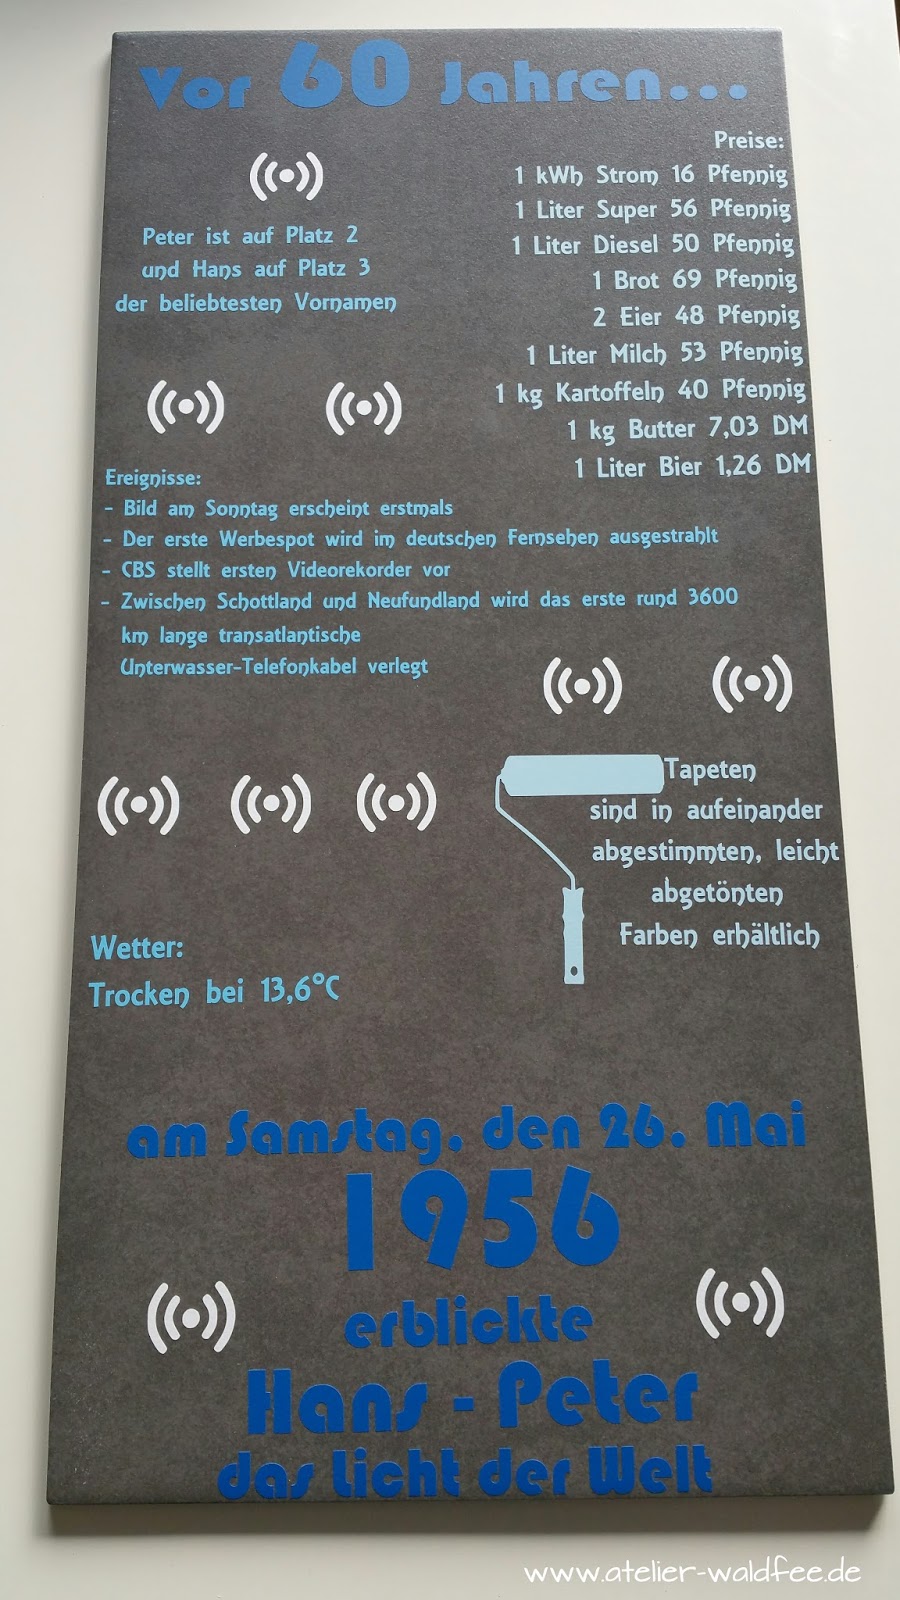 Vor 60 Jahren...
Peter ist auf Platz 2
und Hans auf Platz 3
der beliebtesten Vornamen
Preise:
1 kWh Strom 16 Pfennig
1 Liter Super 56 Pfennig
1 Liter Diesel 50 Pfennig
1 Brot 69 Pfennig
2 Eier 48 Pfennig
1 Liter Milch 53 Pfennig
1 kg Kartoffeln 40 Pfennig
1 kg Butter 7,03 DM
1 Liter Bier 1,26 DM
Ereignisse:
- Bild am Sonntag erscheint erstmals
- Der erste Werbespot wird im deutschen Fernsehen ausgestrahlt
- CBS stellt ersten Videorekorder vor
- Zwischen Schottland und Neufundland wird das erste rund 3600
km lange transatlantische
Unterwasser-Telefonkabel verlegt
Tapeten
sind in aufeinander
abgestimmten, leicht
abgetönten
Farben erhältlich
Wetter:
Trocken bei 13,6°C
am Samstag, den 26. Mai
1956
erblickte
Hans - Peter
das Licht der Welt
www.atelier-waldfee.de